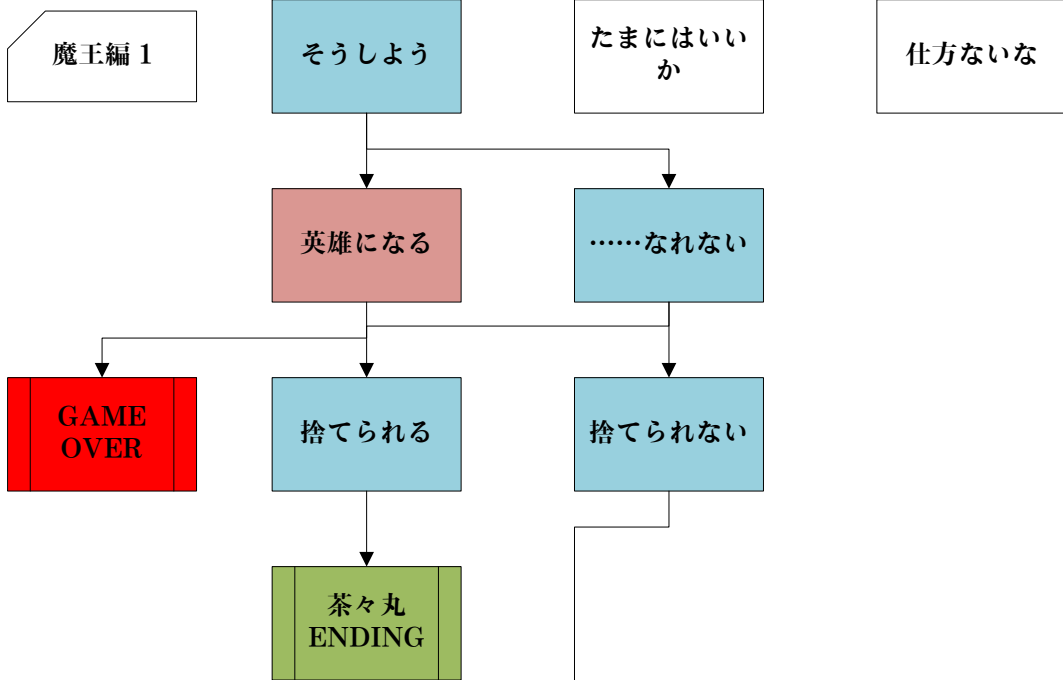 魔王編 1
そうしよう
たまにはいい
か
仕方ないな
英雄になる
……なれない
GAME
OVER
捨てられる
捨てられない
茶々丸
ENDING